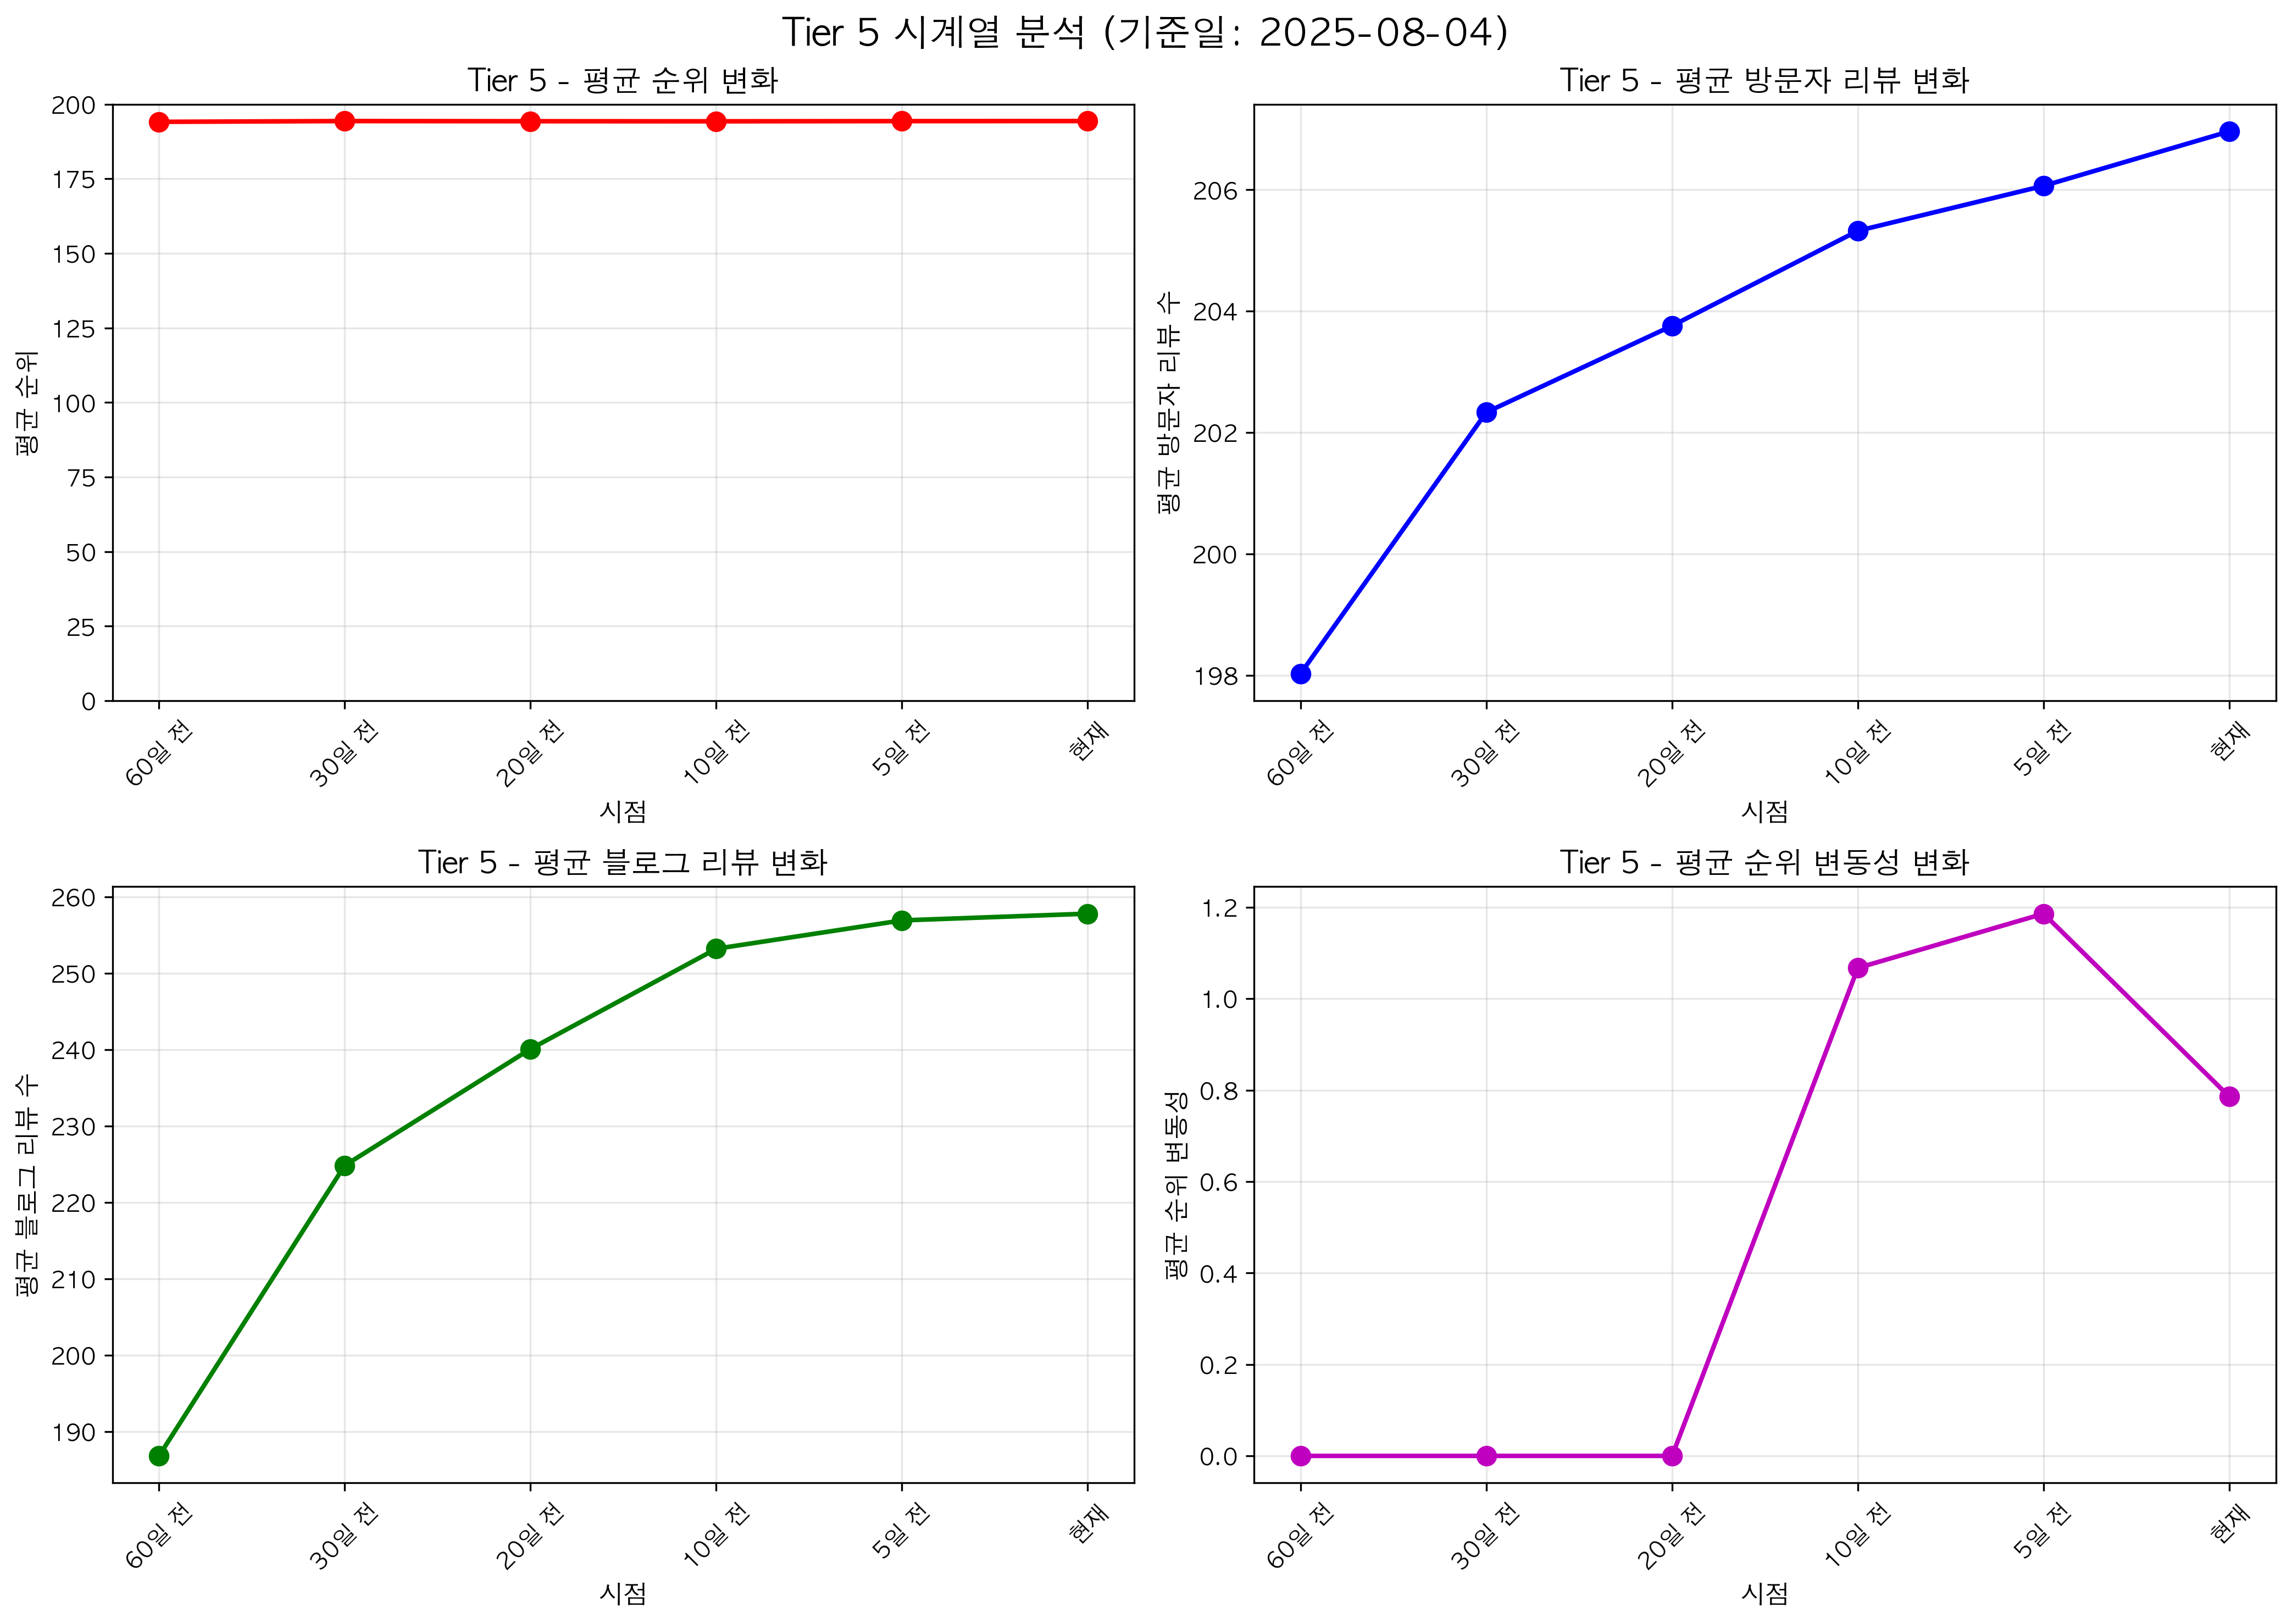 Tier 5 시계열 분석 (기준일: 2025-08-04)
Tier 5 - 평균 순위 변화
평균 순위
200
175
150
125
100
75
50
25
0
60일 전
30일 전
20일 전
10일 전
5일 전
현재
시점
Tier 5 - 평균 방문자 리뷰 변화
평균 방문자 리뷰 수
206
204
202
200
198
60일 전
30일 전
20일 전
10일 전
5일 전
현재
시점
Tier 5 - 평균 블로그 리뷰 변화
평균 블로그 리뷰 수
260
250
240
230
220
210
200
190
60일 전
30일 전
20일 전
10일 전
5일 전
현재
시점
Tier 5 - 평균 순위 변동성 변화
평균 순위 변동성
1.2
1.0
0.8
0.6
0.4
0.2
0.0
60일 전
30일 전
20일 전
10일 전
5일 전
현재
시점